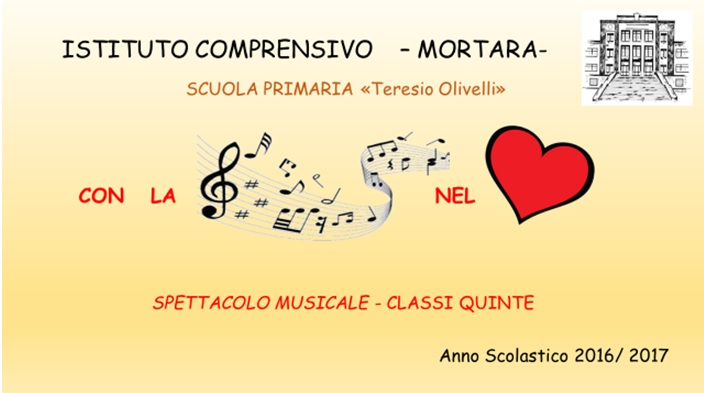 ISTITUTO COMPRENSIVO – MORTARA-
SCUOLA PRIMARIA «Teresio Olivelli»
CON LA NEL
SPETTACOLO MUSICALE - CLASSI QUINTE
Anno Scolastico 2016/ 2017